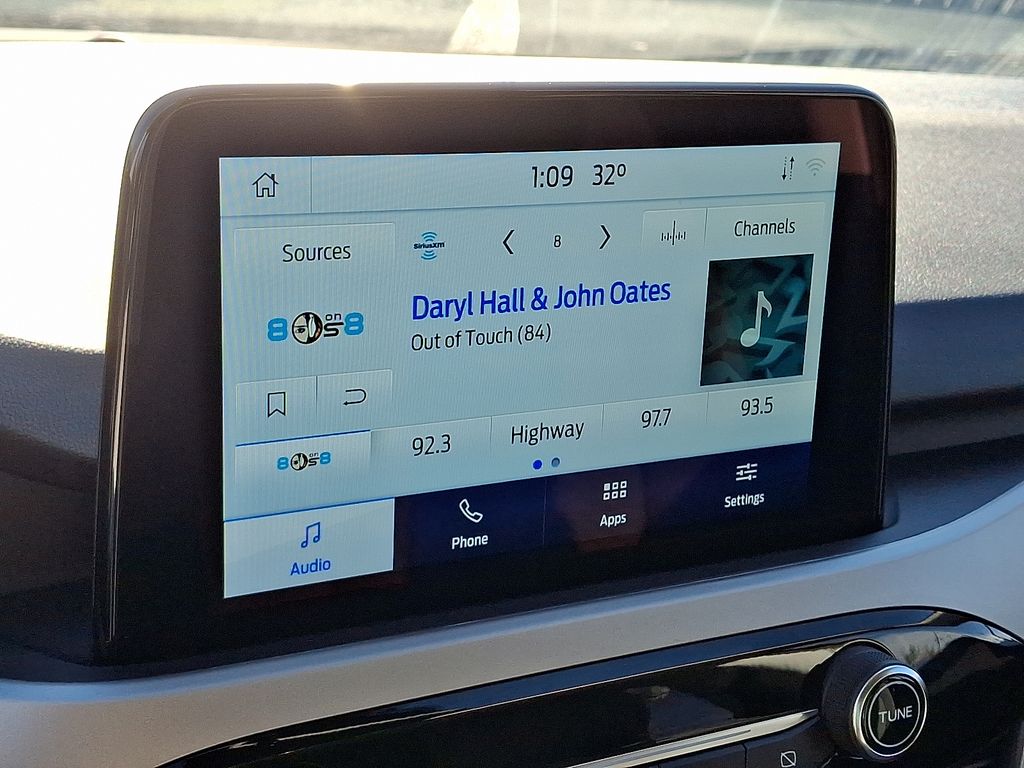 1:09 32°
Sources
SiriusXM
8
Channels
80s on 8
Daryl Hall & John Oates
Out of Touch (84)
80s on 8
92.3
Highway
97.7
93.5
Audio
Phone
Apps
Settings
TUNE